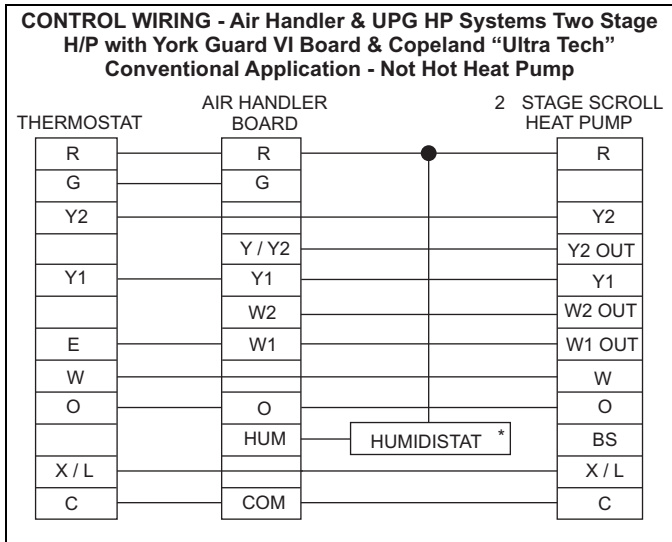 CONTROL WIRING - Air Handler & UPG HP Systems Two Stage
H/P with York Guard VI Board & Copeland “Ultra Tech”
Conventional Application - Not Hot Heat Pump
THERMOSTAT
AIR HANDLER
BOARD
2 STAGE SCROLL
HEAT PUMP
R R R
G G
Y2 Y2
Y / Y2 Y2 OUT
Y1 Y1 Y1
W2 W2 OUT
E W1 W1 OUT
W W
O O O
HUM HUMIDISTAT * BS
X / L X / L
C COM C